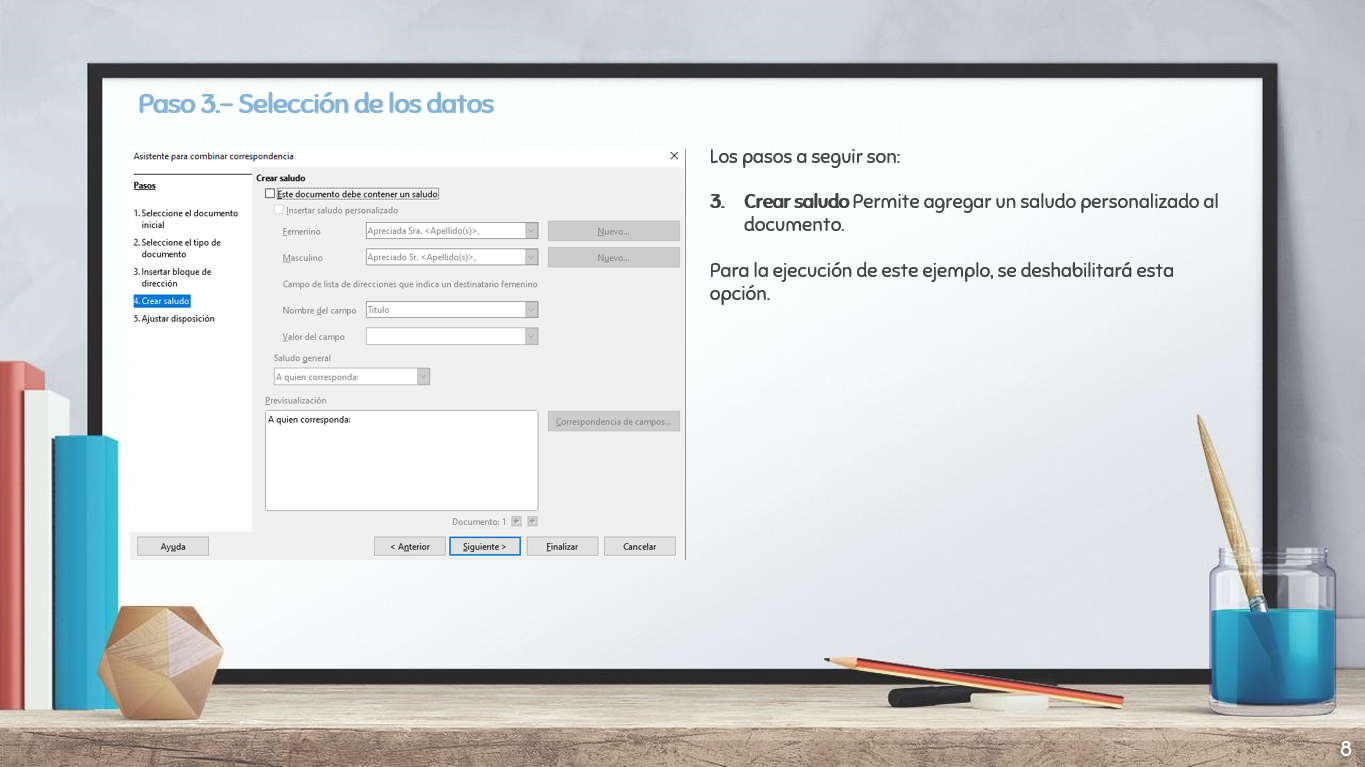 Paso 3.- Selección de los datos
Asistente para combinar correspondencia
Pasos
1. Seleccione el documento
inicial
2. Seleccione el tipo de
documento
3. Insertar bloque de
dirección
4. Crear saludo
5. Ajustar disposición
Crear saludo
Este documento debe contener un saludo
Insertar saludo personalizado
Femenino
Apreciada Sra. <Apellido(s)>,
Nuevo...
Masculino
Apreciado Sr. <Apellido(s)>,
Nuevo...
Campo de lista de direcciones que indica un destinatario femenino
Nombre del campo
Titulo
Valor del campo
Saludo general
A quien corresponda:
Previsualización
A quien corresponda:
Correspondencia de campos...
Documento: 1
Ayuda
< Anterior
Siguiente >
Finalizar
Cancelar
Los pasos a seguir son:
3. Crear saludo Permite agregar un saludo personalizado al
documento.
Para la ejecución de este ejemplo, se deshabilitará esta
opción.
8